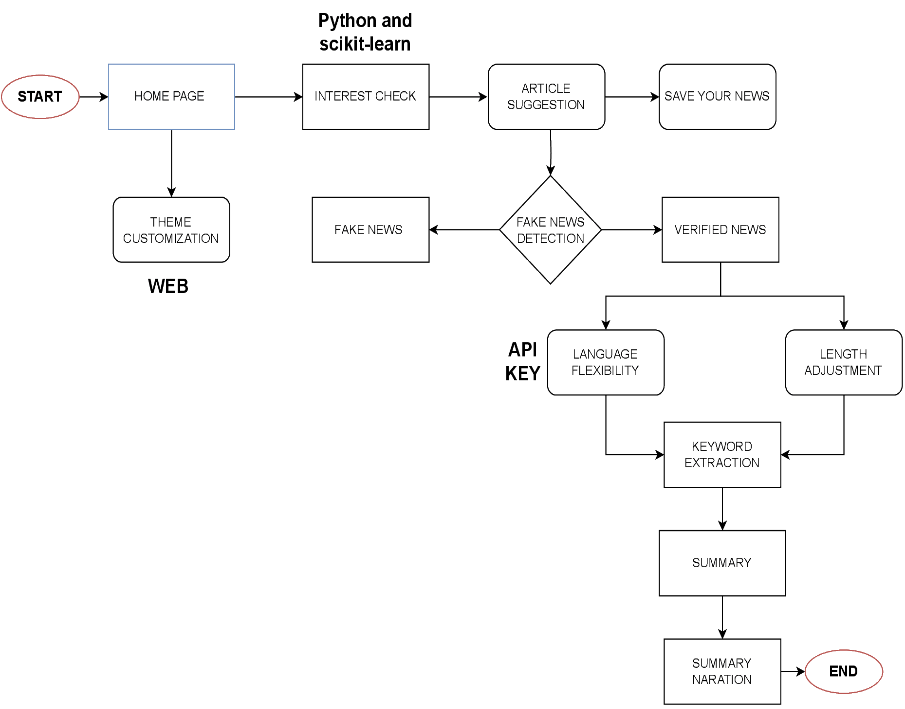 Python and
scikit-learn
START
HOME PAGE
INTEREST CHECK
ARTICLE
SUGGESTION
SAVE YOUR NEWS
THEME
CUSTOMIZATION
WEB
FAKE NEWS
FAKE NEWS
DETECTION
VERIFIED NEWS
API
KEY
LANGUAGE
FLEXIBILITY
LENGTH
ADJUSTMENT
KEYWORD
EXTRACTION
SUMMARY
SUMMARY
NARATION
END